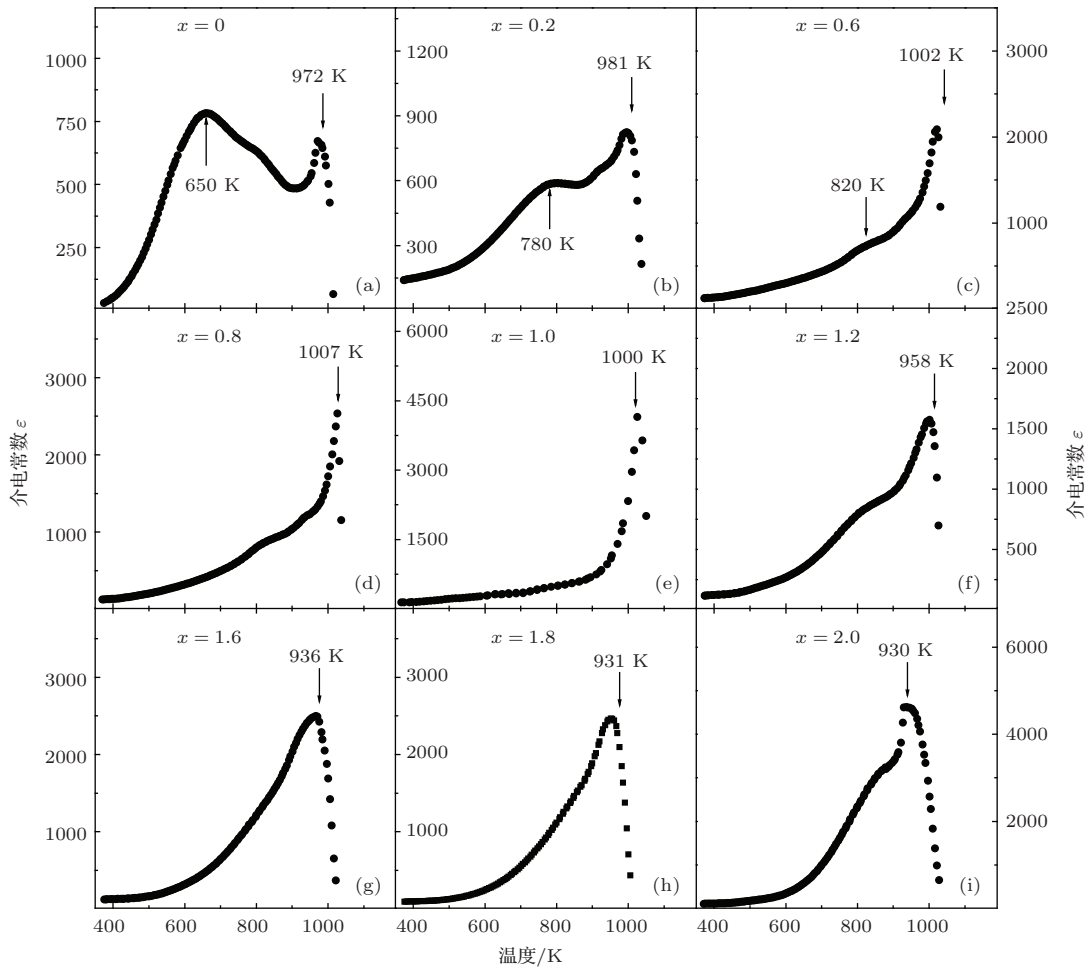 x = 0
x = 0.2
x = 0.6
1000
750
500
250
972 K
650 K
(a)
1200
900
600
300
981 K
780 K
(b)
3000
2000
1000
1002 K
820 K
(c)
x = 0.8
x = 1.0
x = 1.2
3000
2000
1000
1007 K
(d)
6000
4500
3000
1500
1000 K
(e)
2500
2000
1500
1000
500
958 K
(f)
介电常数 ε
介电常数 ε
x = 1.6
x = 1.8
x = 2.0
3000
2000
1000
936 K
(g)
3000
2000
1000
931 K
(h)
6000
4000
2000
930 K
(i)
400 600 800 1000 400 600 800 1000 400 600 800 1000
温度/K